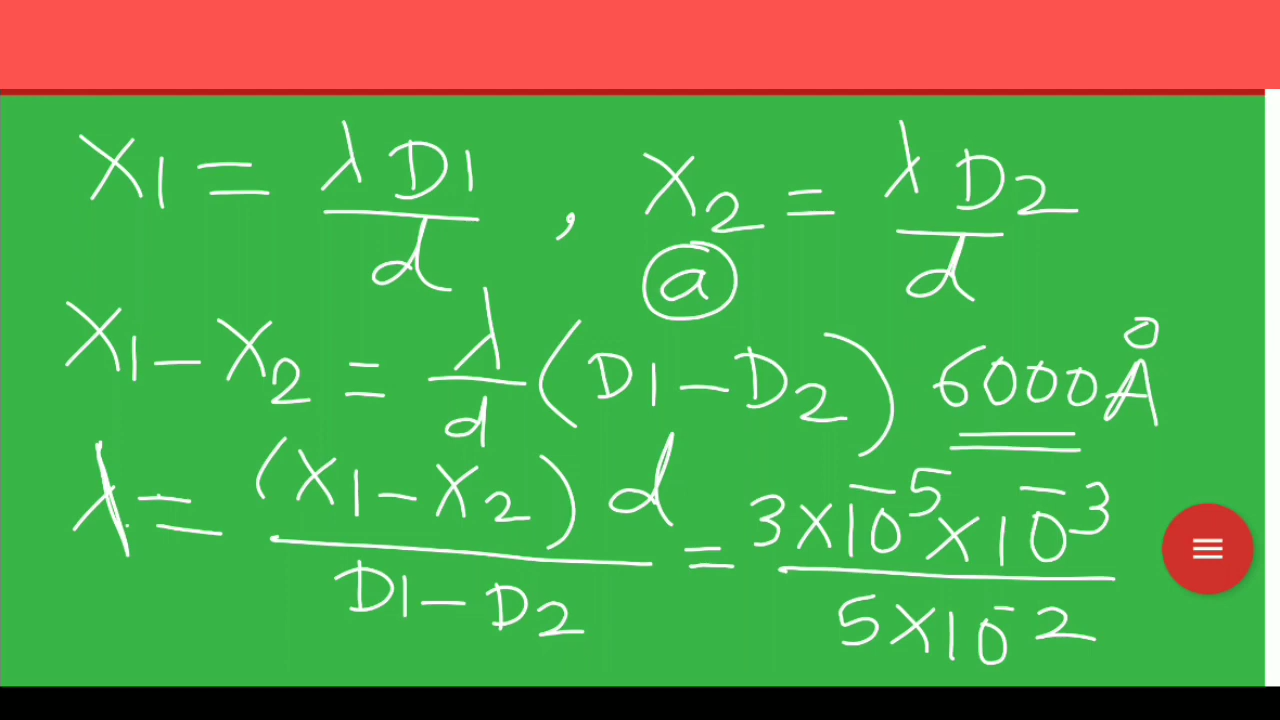 X1 = λD1/d , X2 = λD2/d
(a)
X1 - X2 = λ/d (D1 - D2) 6000Å
λ = (X1 - X2)d/D1 - D2 = 3×10⁻⁵×10⁻³/5×10⁻²